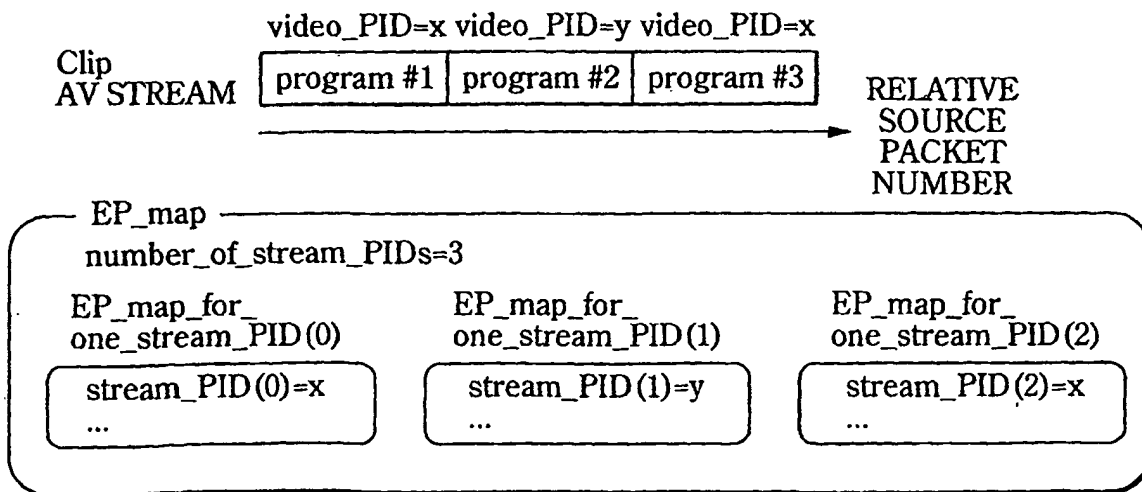 video_PID=x video_PID=y video_PID=x
Clip
AV STREAM
program #1 program #2 program #3
RELATIVE
SOURCE
PACKET
NUMBER
EP_map
number_of_stream_PIDs=3
EP_map_for_
one_stream_PID(0)
stream_PID(0)=x
...
EP_map_for_
one_stream_PID(1)
stream_PID(1)=y
...
EP_map_for_
one_stream_PID(2)
stream_PID(2)=x
...